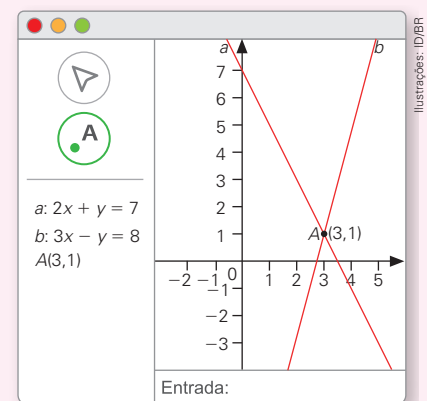 Ilustrações: ID/BR
A
a: 2x + y = 7
b: 3x − y = 8
A(3,1)
a
b
7
6
5
4
3
2
1
A (3,1)
−2 −1 0 1 2 3 4 5
−1
−2
−3
Entrada: